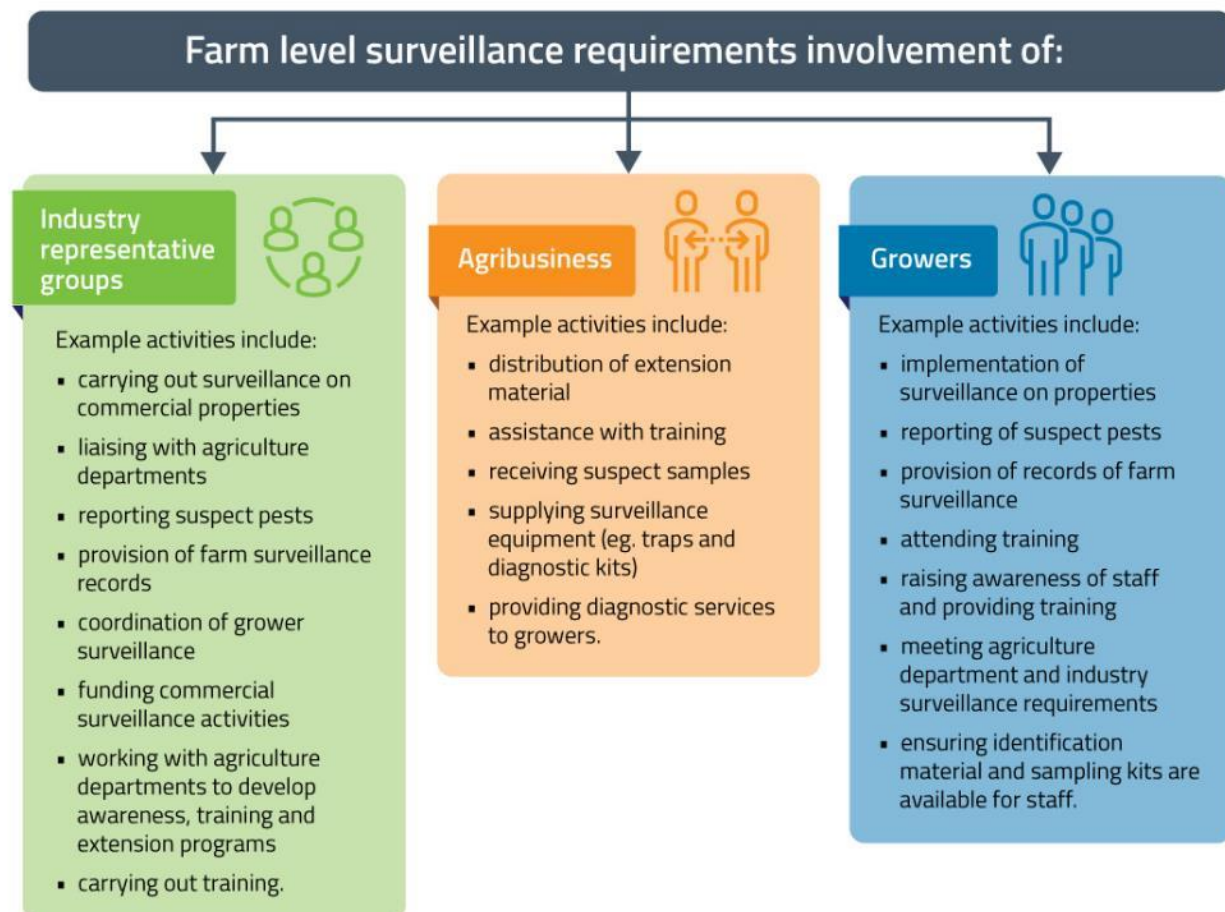 Farm level surveillance requirements involvement of:
Industry
representative
groups
Example activities include:
▪ carrying out surveillance on
commercial properties
▪ liaising with agriculture
departments
▪ reporting suspect pests
▪ provision of farm surveillance
records
▪ coordination of grower
surveillance
▪ funding commercial
surveillance activities
▪ working with agriculture
departments to develop
awareness, training and
extension programs
▪ carrying out training.
Agribusiness
Example activities include:
▪ distribution of extension
material
▪ assistance with training
▪ receiving suspect samples
▪ supplying surveillance
equipment (eg. traps and
diagnostic kits)
▪ providing diagnostic services
to growers.
Growers
Example activities include:
▪ implementation of
surveillance on properties
▪ reporting of suspect pests
▪ provision of records of farm
surveillance
▪ attending training
▪ raising awareness of staff
and providing training
▪ meeting agriculture
department and industry
surveillance requirements
▪ ensuring identification
material and sampling kits are
available for staff.